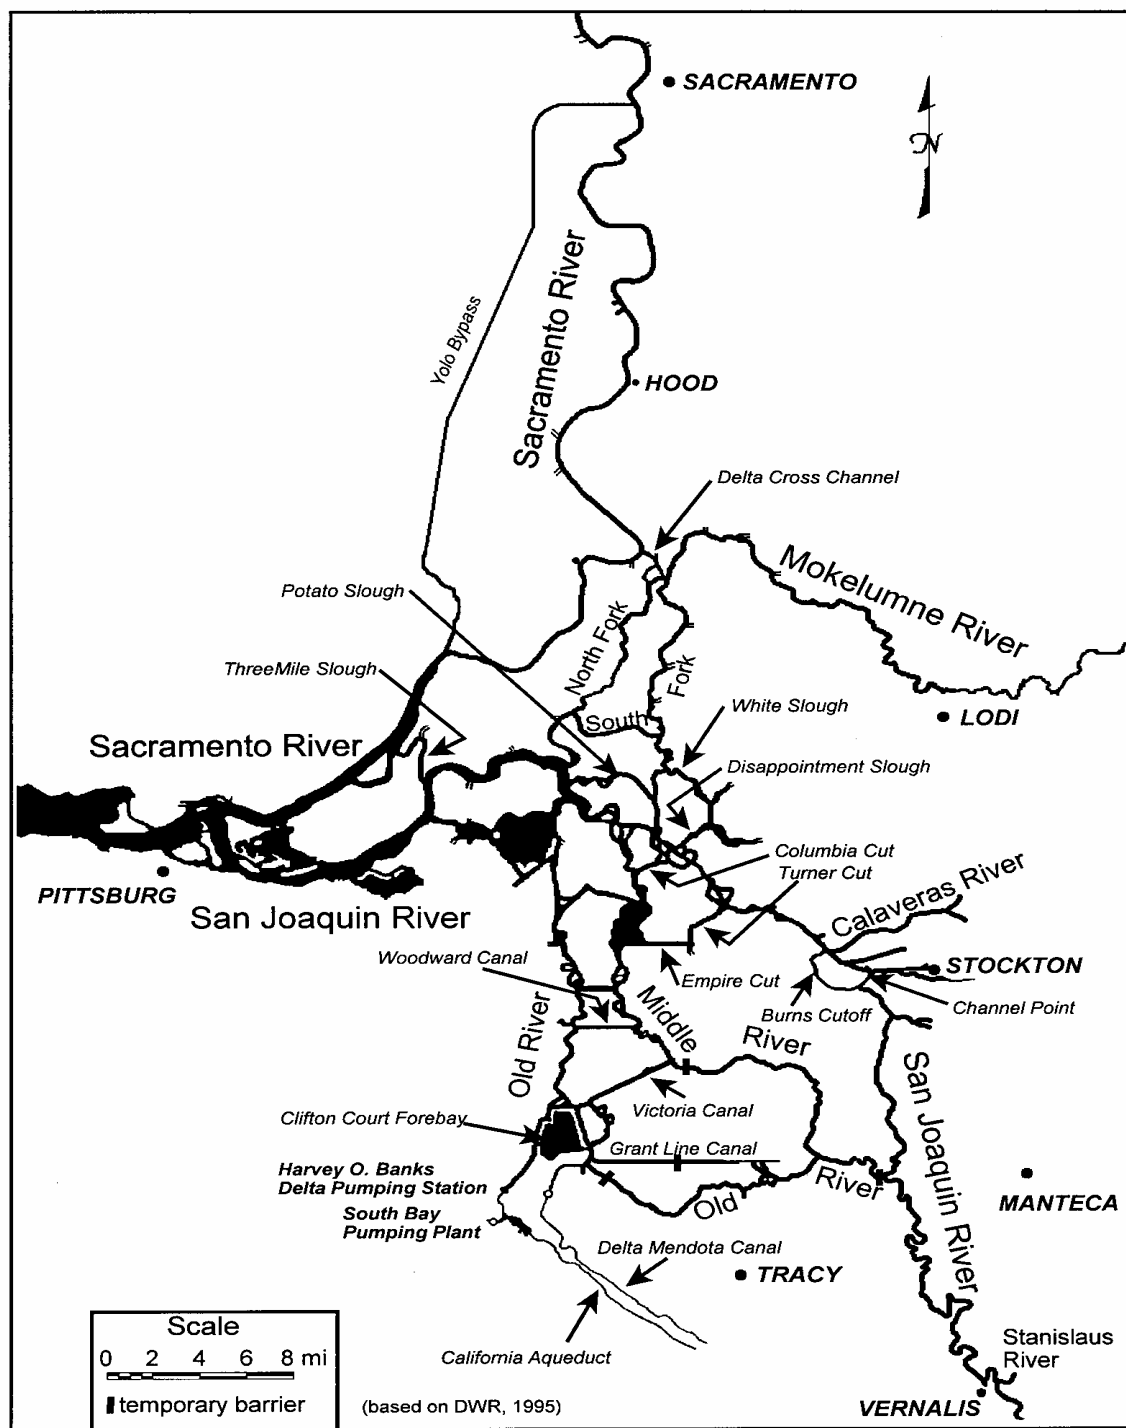 SACRAMENTO
N
Sacramento River
Yolo Bypass
HOOD
Delta Cross Channel
Mokelumne River
Potato Slough
North Fork
ThreeMile Slough
Fork
South
White Slough
LODI
Sacramento River
Disappointment Slough
Columbia Cut
Turner Cut
PITTSBURG
San Joaquin River
Calaveras River
Woodward Canal
STOCKTON
Empire Cut
Channel Point
Burns Cutoff
Middle
River
Old River
San Joaquin River
Victoria Canal
Clifton Court Forebay
Grant Line Canal
Harvey O. Banks
Delta Pumping Station
River
Old
MANTECA
South Bay
Pumping Plant
Delta Mendota Canal
TRACY
California Aqueduct
Stanislaus
River
VERNALIS
Scale
0 2 4 6 8 mi
temporary barrier
(based on DWR, 1995)